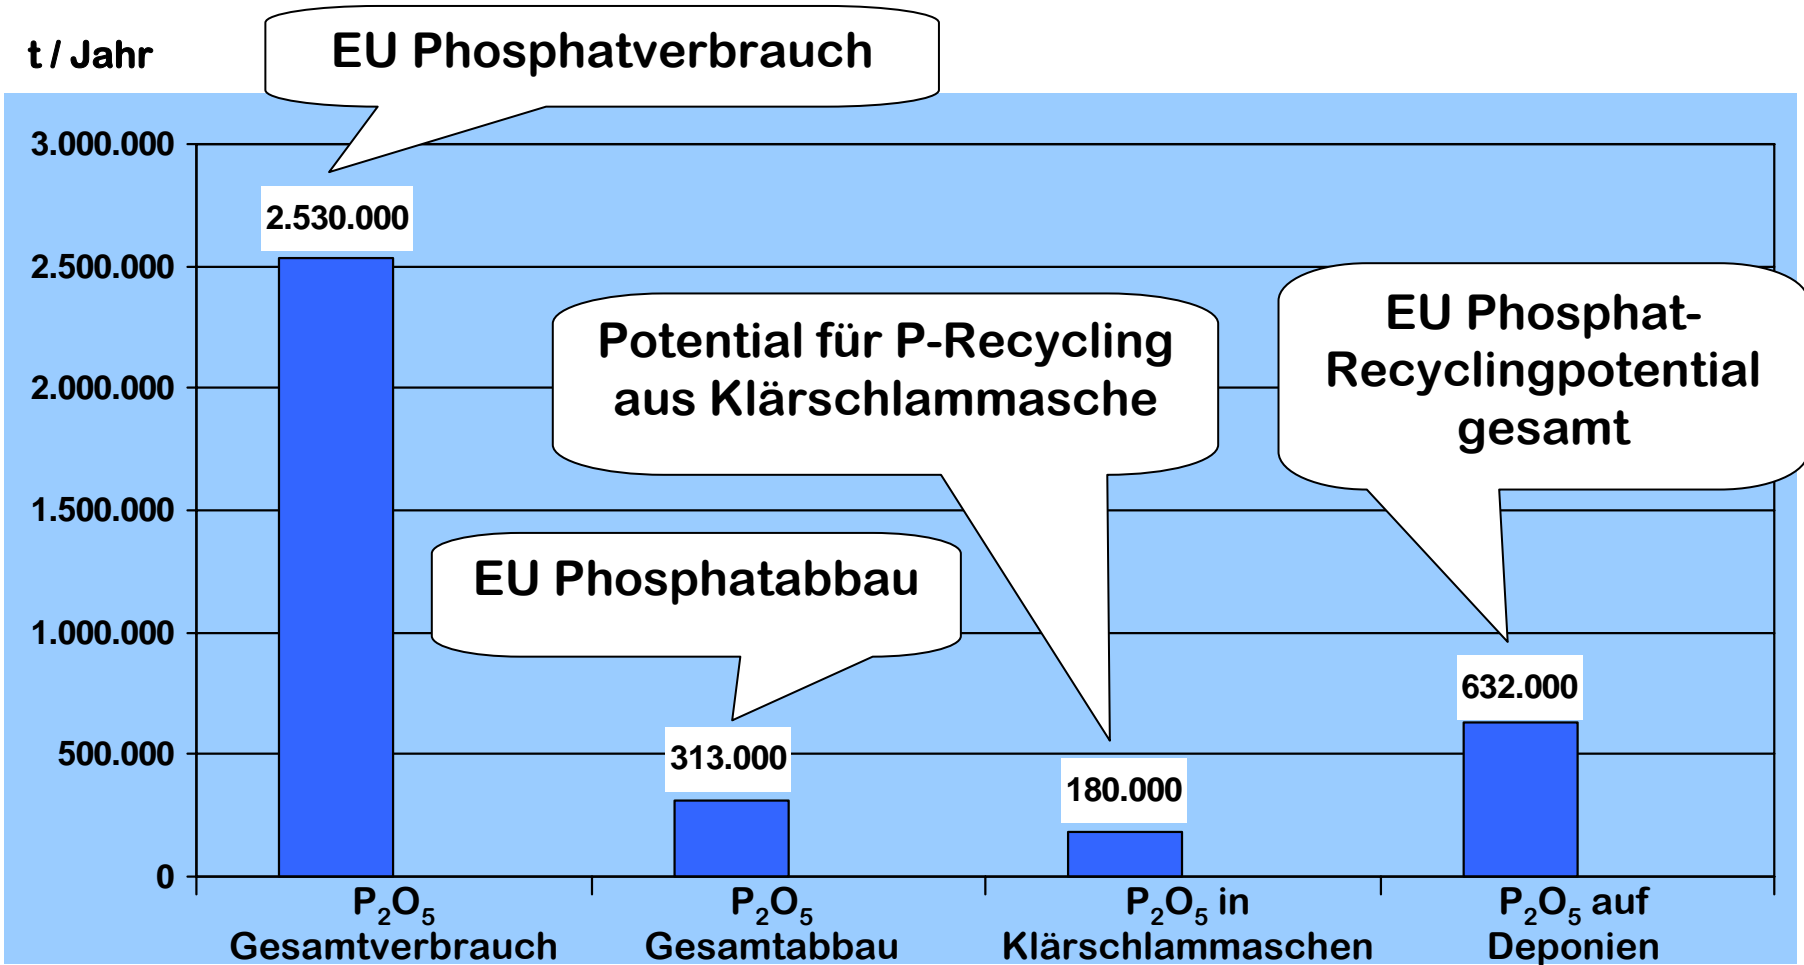 t / Jahr
EU Phosphatverbrauch
3.000.000
2.530.000
2.500.000
Potential für P-Recycling
aus Klärschlammasche
EU Phosphat-
Recyclingpotential
gesamt
2.000.000
1.500.000
EU Phosphatabbau
1.000.000
632.000
500.000
313.000
180.000
0
P₂O₅
Gesamtverbrauch
P₂O₅
Gesamtabbau
P₂O₅ in
Klärschlammaschen
P₂O₅ auf
Deponien